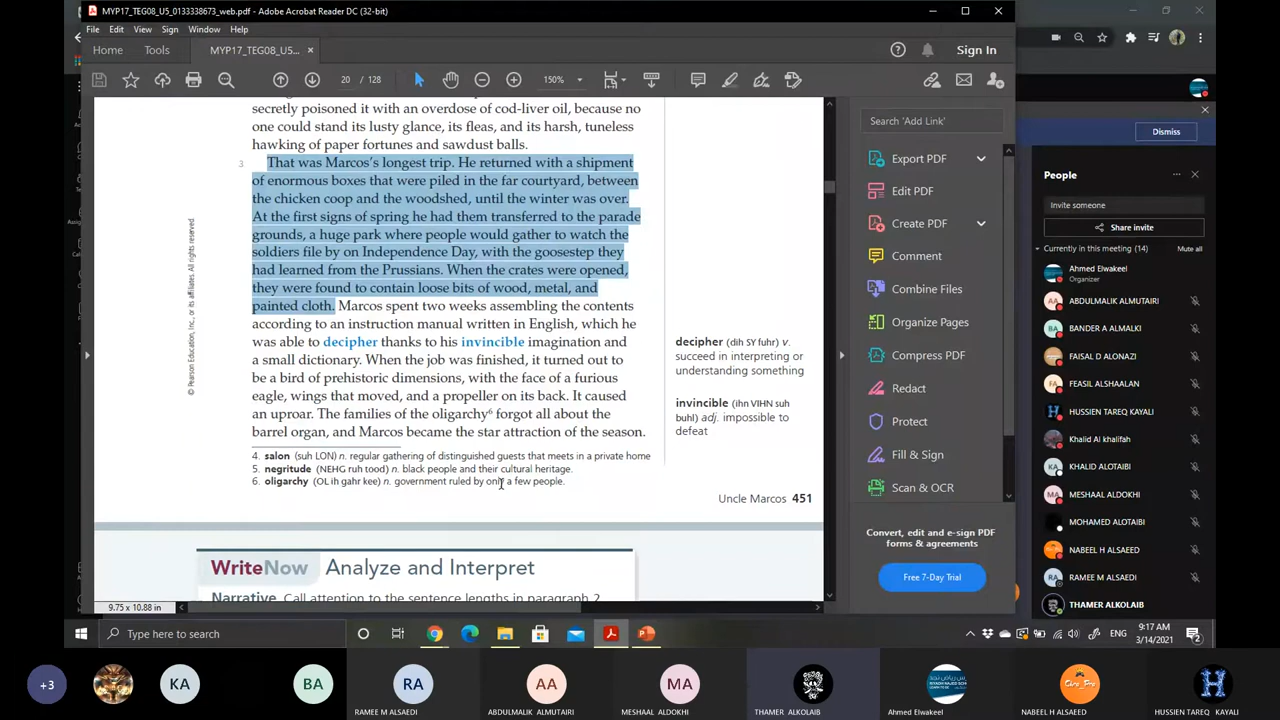 MYP17_TEG08_U5_013338673_web.pdf - Adobe Acrobat Reader DC (32-bit)
File Edit View Sign Window Help
Home Tools MYP17_TEG08_U5... × Sign In
20 / 128 150%
secretly poisoned it with an overdose of cod-liver oil, because no
one could stand its lusty glance, its fleas, and its harsh, tuneless
hawking of paper fortunes and sawdust balls.
3 That was Marcos's longest trip. He returned with a shipment
of enormous boxes that were piled in the far courtyard, between
the chicken coop and the woodshed, until the winter was over.
At the first signs of spring he had them transferred to the parade
grounds, a huge park where people would gather to watch the
soldiers file by on Independence Day, with the goosestep they
had learned from the Prussians. When the crates were opened,
they were found to contain loose bits of wood, metal, and
painted cloth. Marcos spent two weeks assembling the contents
according to an instruction manual written in English, which he
was able to decipher thanks to his invincible imagination and
a small dictionary. When the job was finished, it turned out to
be a bird of prehistoric dimensions, with the face of a furious
eagle, wings that moved, and a propeller on its back. It caused
an uproar. The families of the oligarchy6 forgot all about the
barrel organ, and Marcos became the star attraction of the season.
decipher (dih SY fuhr) v.
succeed in interpreting or
understanding something
invincible (ihn VIHN suh
buhl) adj. impossible to
defeat
© Pearson Education, Inc., or its affiliates. All rights reserved.
4. salon (suh LON) n. regular gathering of distinguished guests that meets in a private home
5. negritude (NEHG ruh tood) n. black people and their cultural heritage.
6. oligarchy (OL ih gahr kee) n. government ruled by only a few people.
Uncle Marcos 451
WriteNow Analyze and Interpret
Narrative Call attention to the sentence lengths in paragraph 2
9.75 x 10.88 in
Search 'Add Link'
Export PDF
Edit PDF
Create PDF
Comment
Combine Files
Organize Pages
Compress PDF
Redact
Protect
Fill & Sign
Scan & OCR
Convert, edit and e-sign PDF
forms & agreements
Free 7-Day Trial
Dismiss
People
Invite someone
Share invite
Currently in this meeting (14) Mute all
Ahmed Elwakeel
Organizer
ABDULMALIK ALMUTAIRI
BANDER A ALMALKI
FAISAL D ALONAZI
FEASIL ALSHAALAN
HUSSIEN TAREQ KAYALI
Khalid Al khalifah
KHALID ALOTAIBI
MESHAAL ALDOKHI
MOHAMED ALOTAIBI
NABEEL H ALSAEED
RAMEE M ALSAEDI
THAMER ALKOLAIB
Type here to search
ENG
9:17 AM
3/14/2021
+3
KA
BA
RA
AA
MA
RAMEE M ALSAEDI
ABDULMALIK ALMUTAIRI
MESHAAL ALDOKHI
THAMER ALKOLAIB
Ahmed Elwakeel
NABEEL H ALSAEED
HUSSIEN TAREQ KAYALI